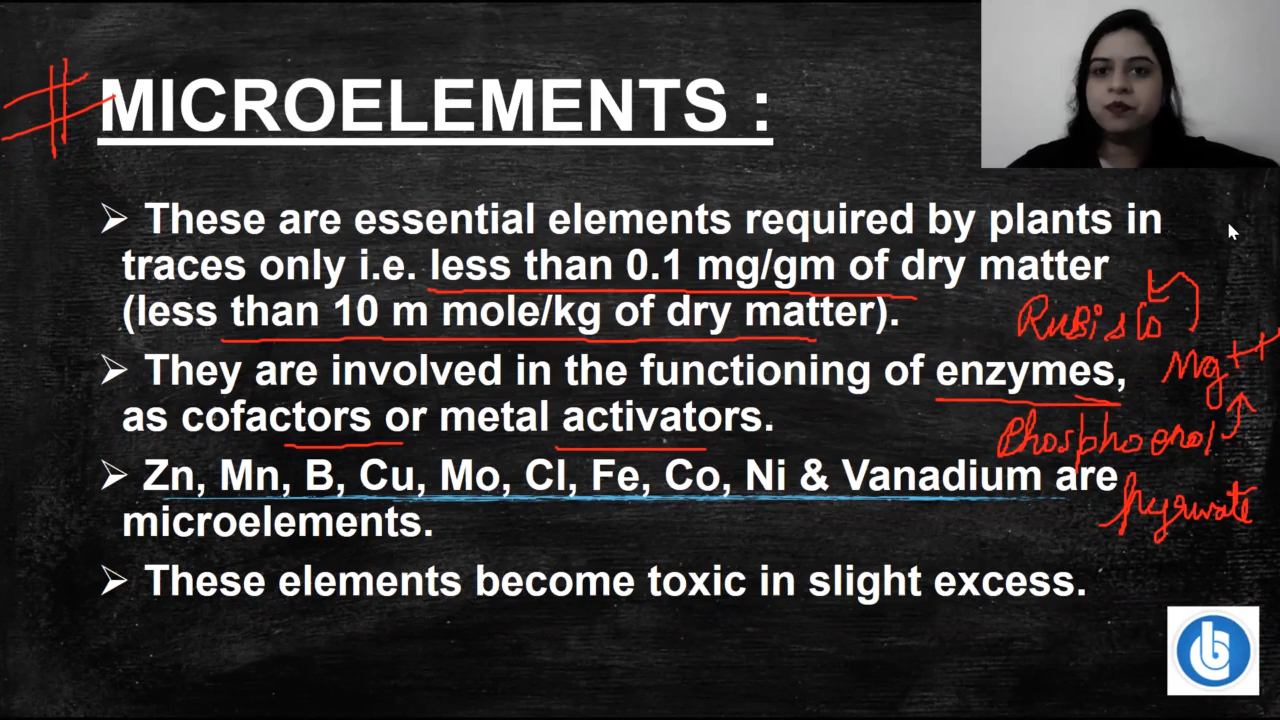 # MICROELEMENTS :
➢ These are essential elements required by plants in
traces only i.e. less than 0.1 mg/gm of dry matter
(less than 10 m mole/kg of dry matter).
RuBisCo
Mg++
➢ They are involved in the functioning of enzymes,
as cofactors or metal activators.
Phosphoenol
pyruvate
➢ Zn, Mn, B, Cu, Mo, Cl, Fe, Co, Ni & Vanadium are
microelements.
➢ These elements become toxic in slight excess.